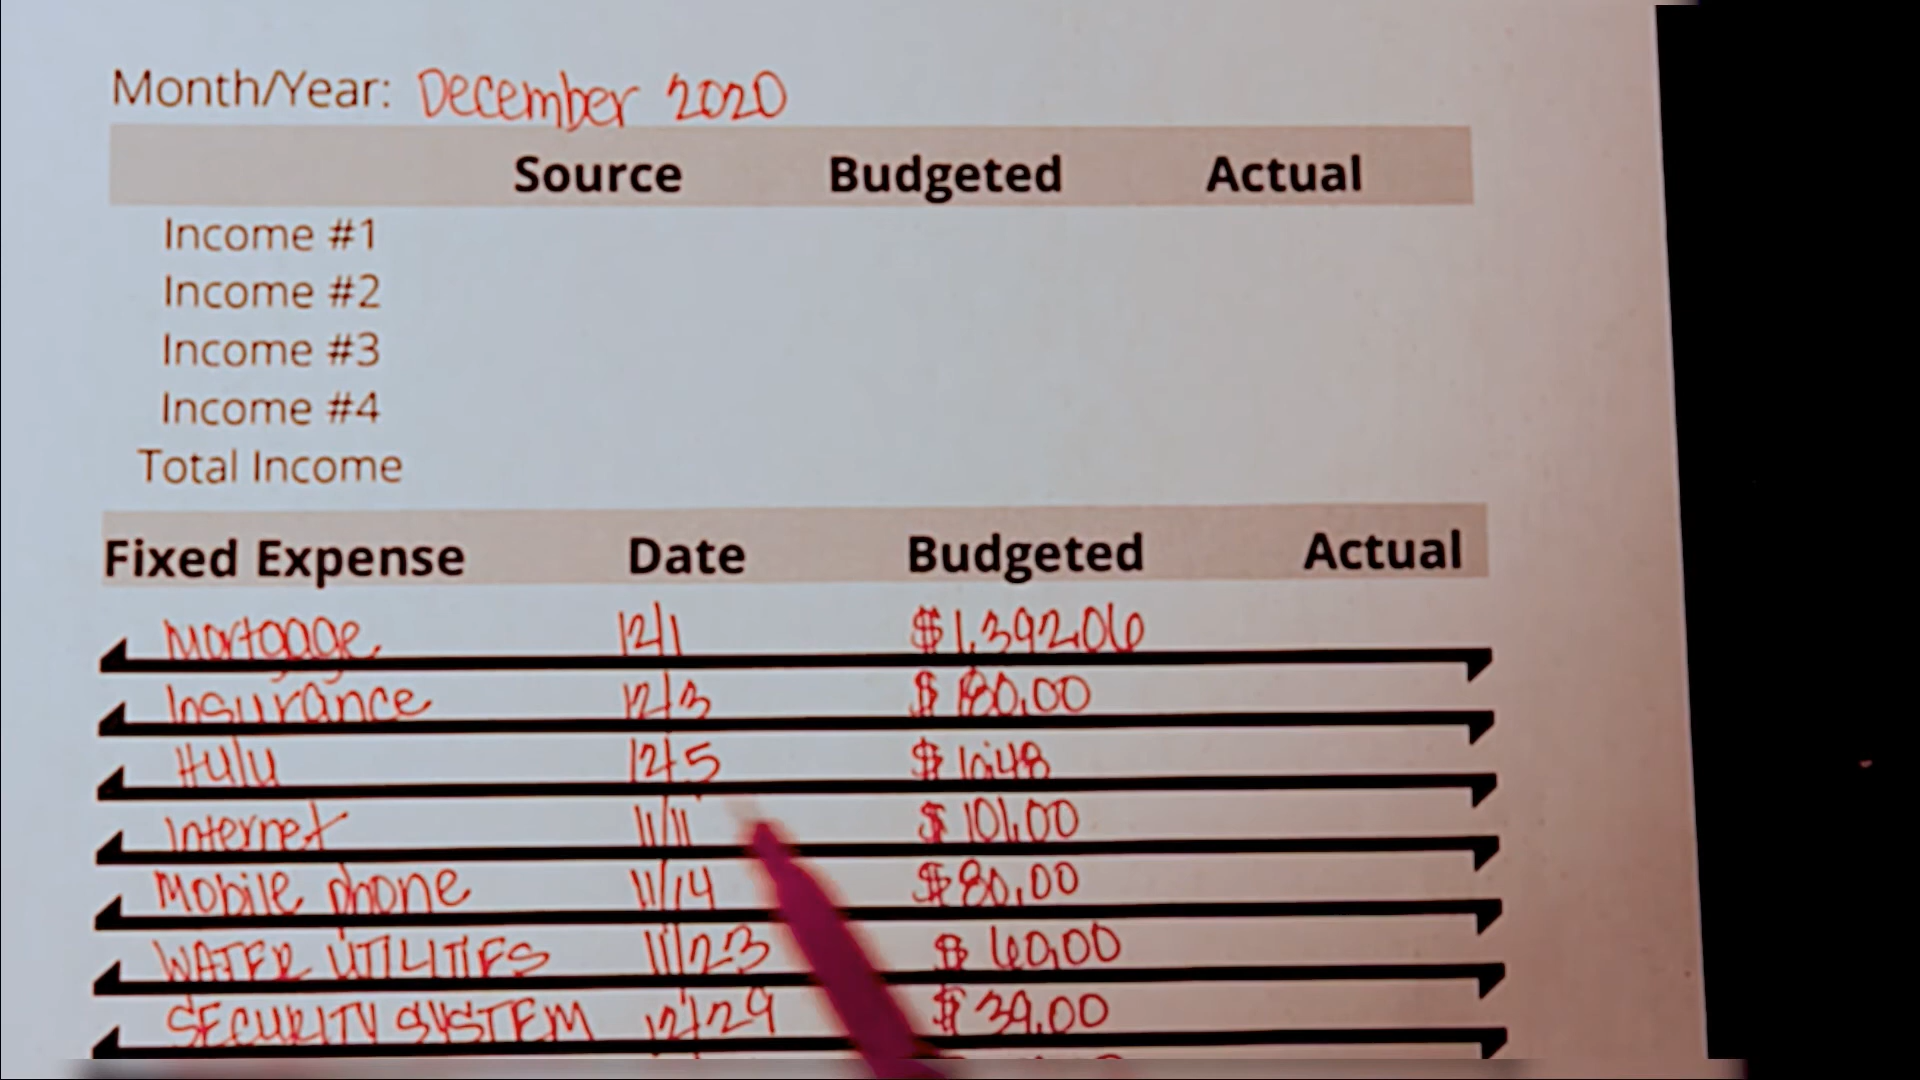 Month/Year: December 2020
Source Budgeted Actual
Income #1
Income #2
Income #3
Income #4
Total Income
Fixed Expense Date Budgeted Actual
Mortgage 12/1 $1,392.06
Insurance 12/3 $180.00
Hulu 12/5 $
Internet 11/11 $101.00
Mobile phone 11/14 $80.00
WATER UTILITIES 11/23 $60.00
SECURITY SYSTEM 12/29 $39.00